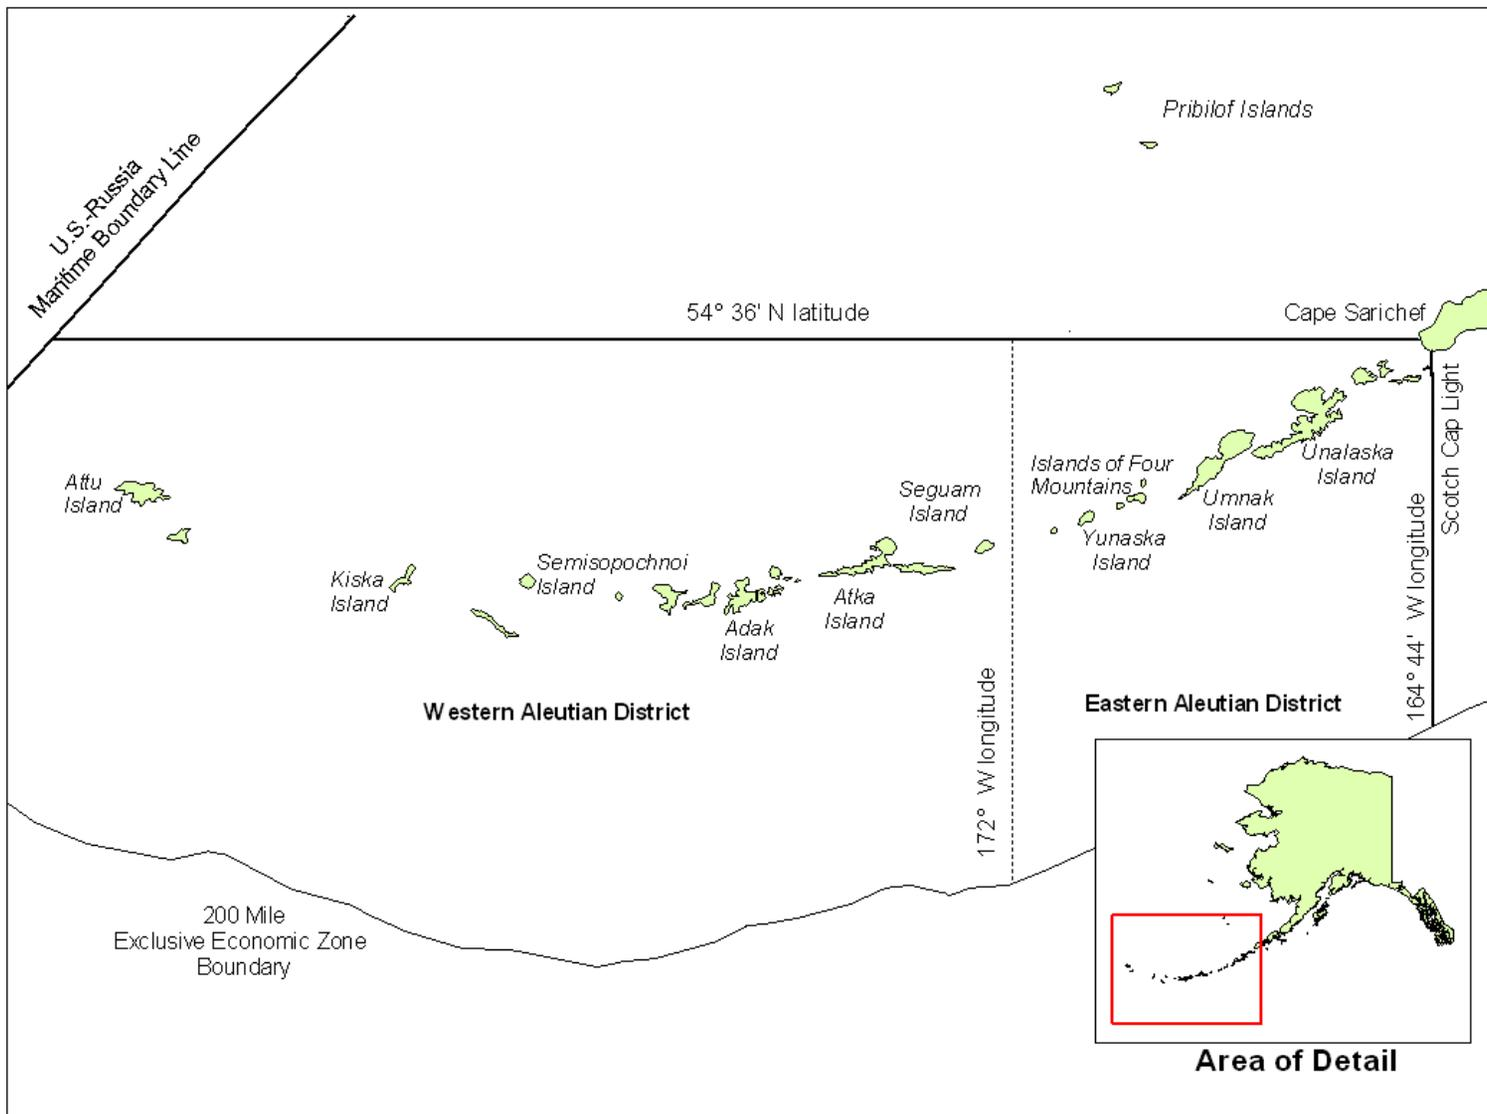 Pribilof Islands
U.S.-Russia
Maritime Boundary Line
54° 36' N latitude
Cape Sarichef
Scotch Cap Light
Attu
Island
Kiska
Island
Semisopochnoi
Island
Adak
Island
Atka
Island
Seguam
Island
Islands of Four
Mountains
Yunaska
Island
Umnak
Island
Unalaska
Island
164° 44' W longitude
172° W longitude
Western Aleutian District
Eastern Aleutian District
200 Mile
Exclusive Economic Zone
Boundary
Area of Detail